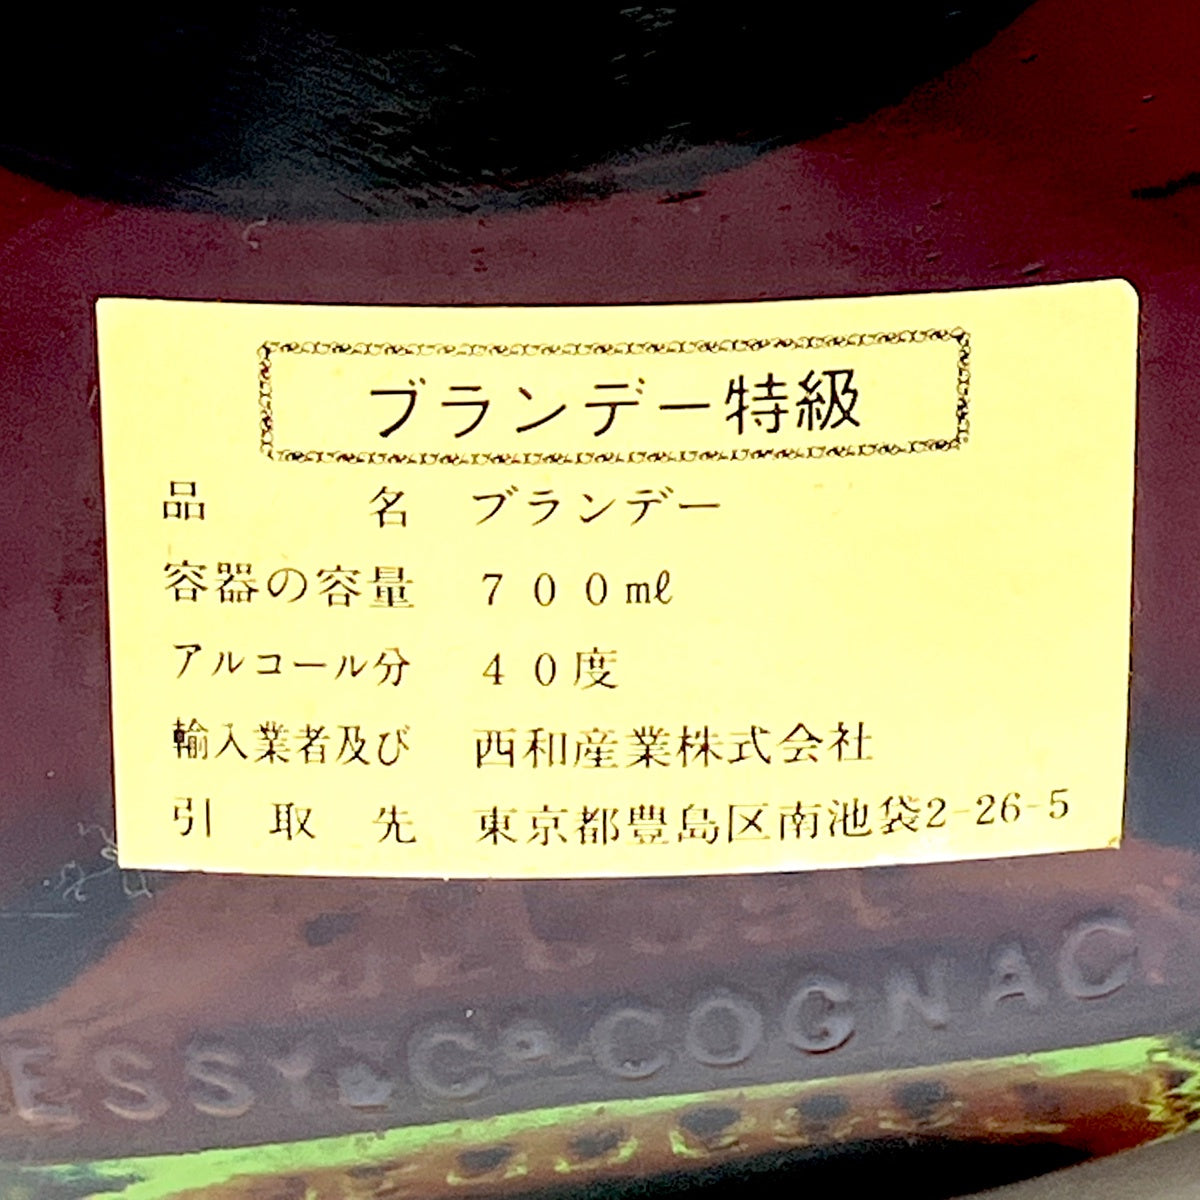 ブランデー特級
品名 ブランデー
容器の容量 700mℓ
アルコール分 40度
輸入業者及び 西和産業株式会社
引取先 東京都豊島区南池袋2-26-5
ESSY & Cº COGNAC